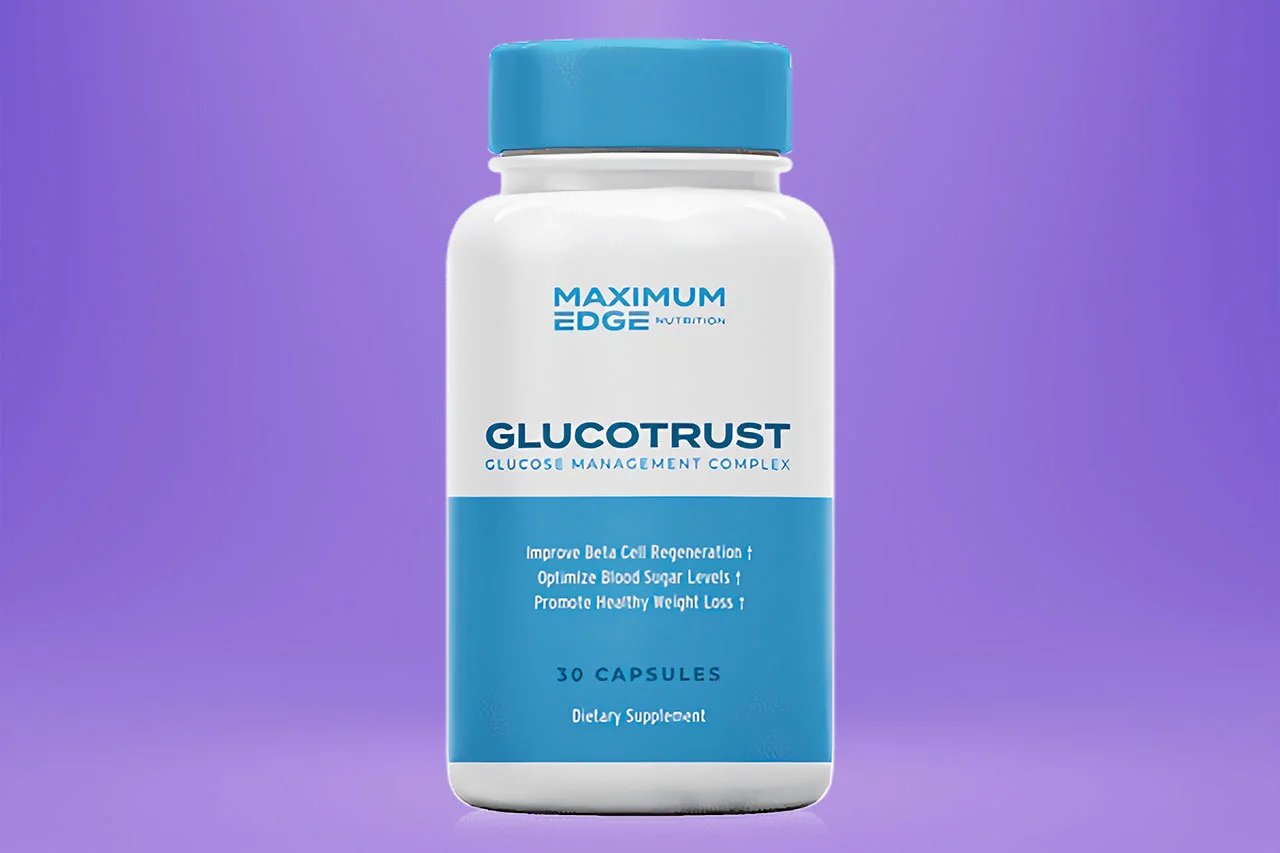 MAXIMUM
EDGE NUTRITION
GLUCOTRUST
GLUCOSE MANAGEMENT COMPLEX
Improve Beta Cell Regeneration †
Optimize Blood Sugar Levels †
Promote Healthy Weight Loss †
30 CAPSULES
Dietary Supplement